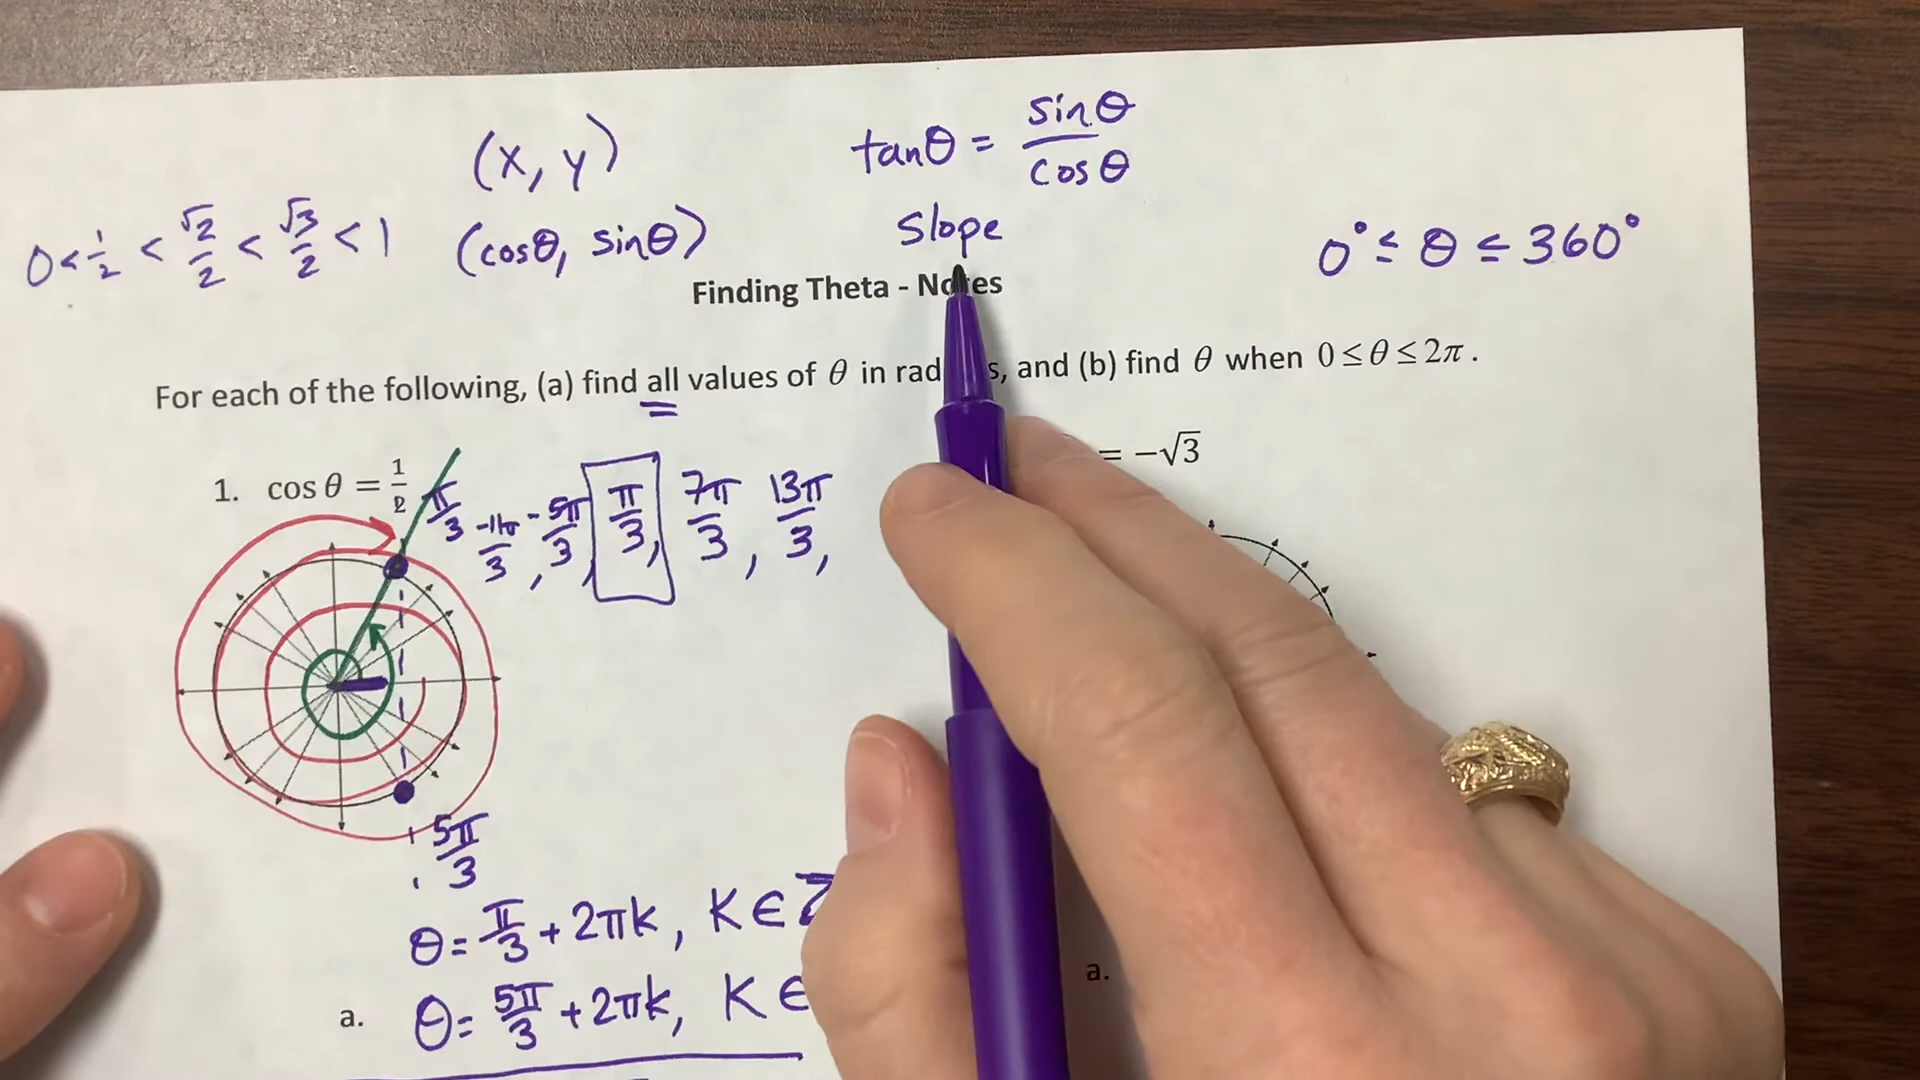 (x, y)
tanθ = sinθ/cosθ
0 < 1/2 < √2/2 < √3/2 < 1
(cosθ, sinθ)
Slope
0° ≤ θ ≤ 360°
Finding Theta -
For each of the following, (a) find all values of θ in and (b) find θ when 0 ≤ θ ≤ 2π.
1. cos θ = 1/2
π/3
-11π/3, -5π/3, π/3, 7π/3, 13π/3,
= -√3
5π/3
θ = π/3 + 2πk, K ∈ Z
a. θ = 5π/3 + 2πk, K ∈
a.